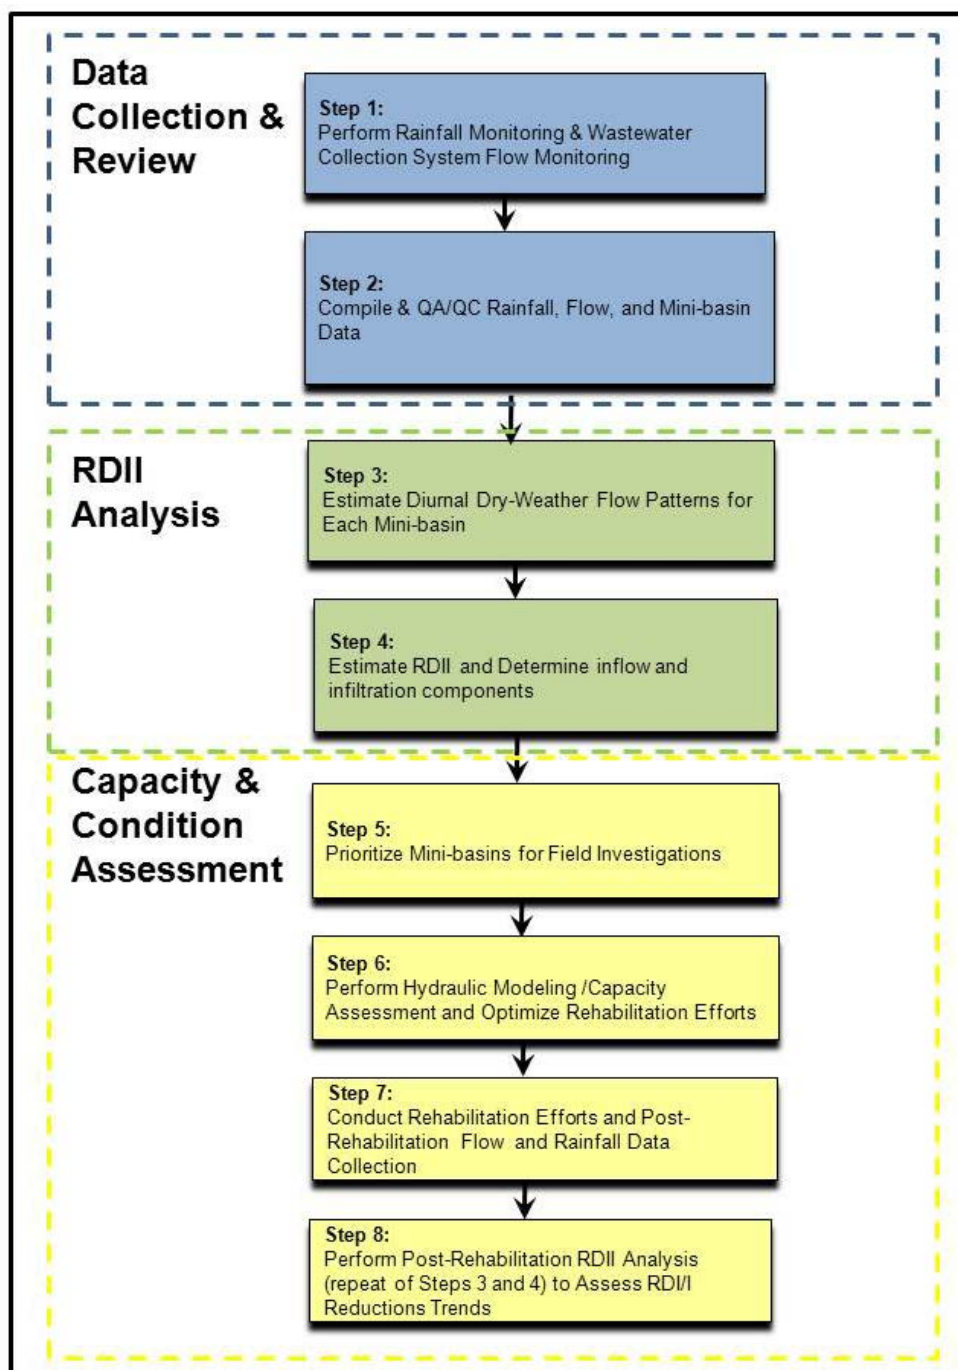 Data
Collection &
Review
Step 1:
Perform Rainfall Monitoring & Wastewater
Collection System Flow Monitoring
Step 2:
Compile & QA/QC Rainfall, Flow, and Mini-basin
Data
RDII
Analysis
Step 3:
Estimate Diurnal Dry-Weather Flow Patterns for
Each Mini-basin
Step 4:
Estimate RDII and Determine inflow and
infiltration components
Capacity &
Condition
Assessment
Step 5:
Prioritize Mini-basins for Field Investigations
Step 6:
Perform Hydraulic Modeling /Capacity
Assessment and Optimize Rehabilitation Efforts
Step 7:
Conduct Rehabilitation Efforts and Post-
Rehabilitation Flow and Rainfall Data
Collection
Step 8:
Perform Post-Rehabilitation RDII Analysis
(repeat of Steps 3 and 4) to Assess RDI/I
Reductions Trends